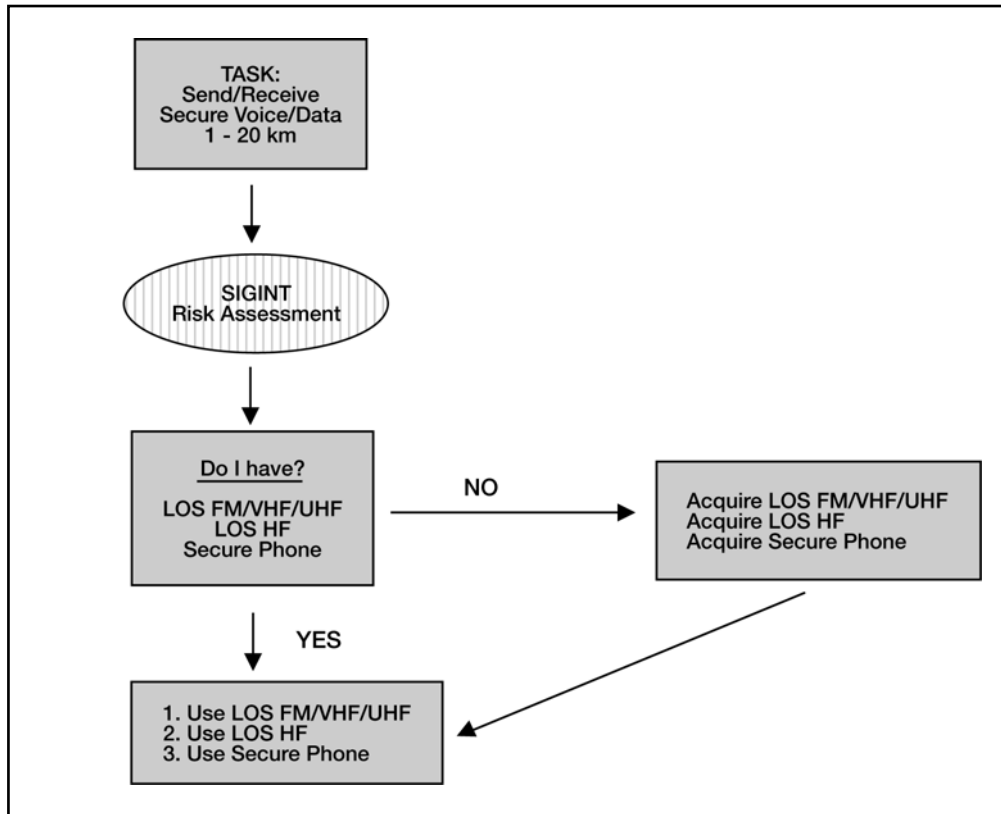 TASK:
Send/Receive
Secure Voice/Data
1 - 20 km
SIGINT
Risk Assessment
Do I have?
LOS FM/VHF/UHF
LOS HF
Secure Phone
NO
Acquire LOS FM/VHF/UHF
Acquire LOS HF
Acquire Secure Phone
YES
1. Use LOS FM/VHF/UHF
2. Use LOS HF
3. Use Secure Phone